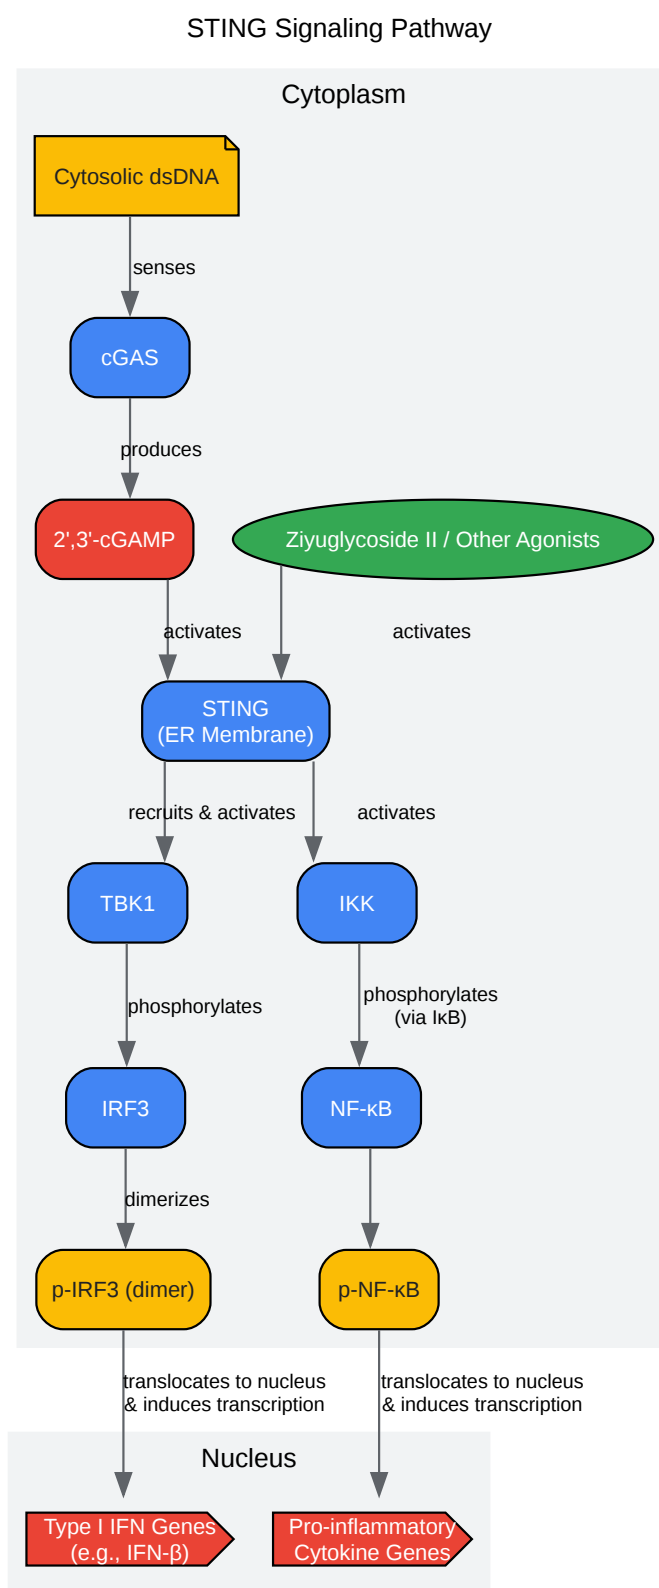 STING Signaling Pathway
Cytoplasm
Cytosolic dsDNA
senses
cGAS
produces
2',3'-cGAMP
Ziyuglycoside II / Other Agonists
activates
activates
STING
(ER Membrane)
recruits & activates
activates
TBK1
IKK
phosphorylates
phosphorylates
(via IκB)
IRF3
NF-κB
dimerizes
p-IRF3 (dimer)
p-NF-κB
translocates to nucleus
& induces transcription
translocates to nucleus
& induces transcription
Nucleus
Type I IFN Genes
(e.g., IFN-β)
Pro-inflammatory
Cytokine Genes